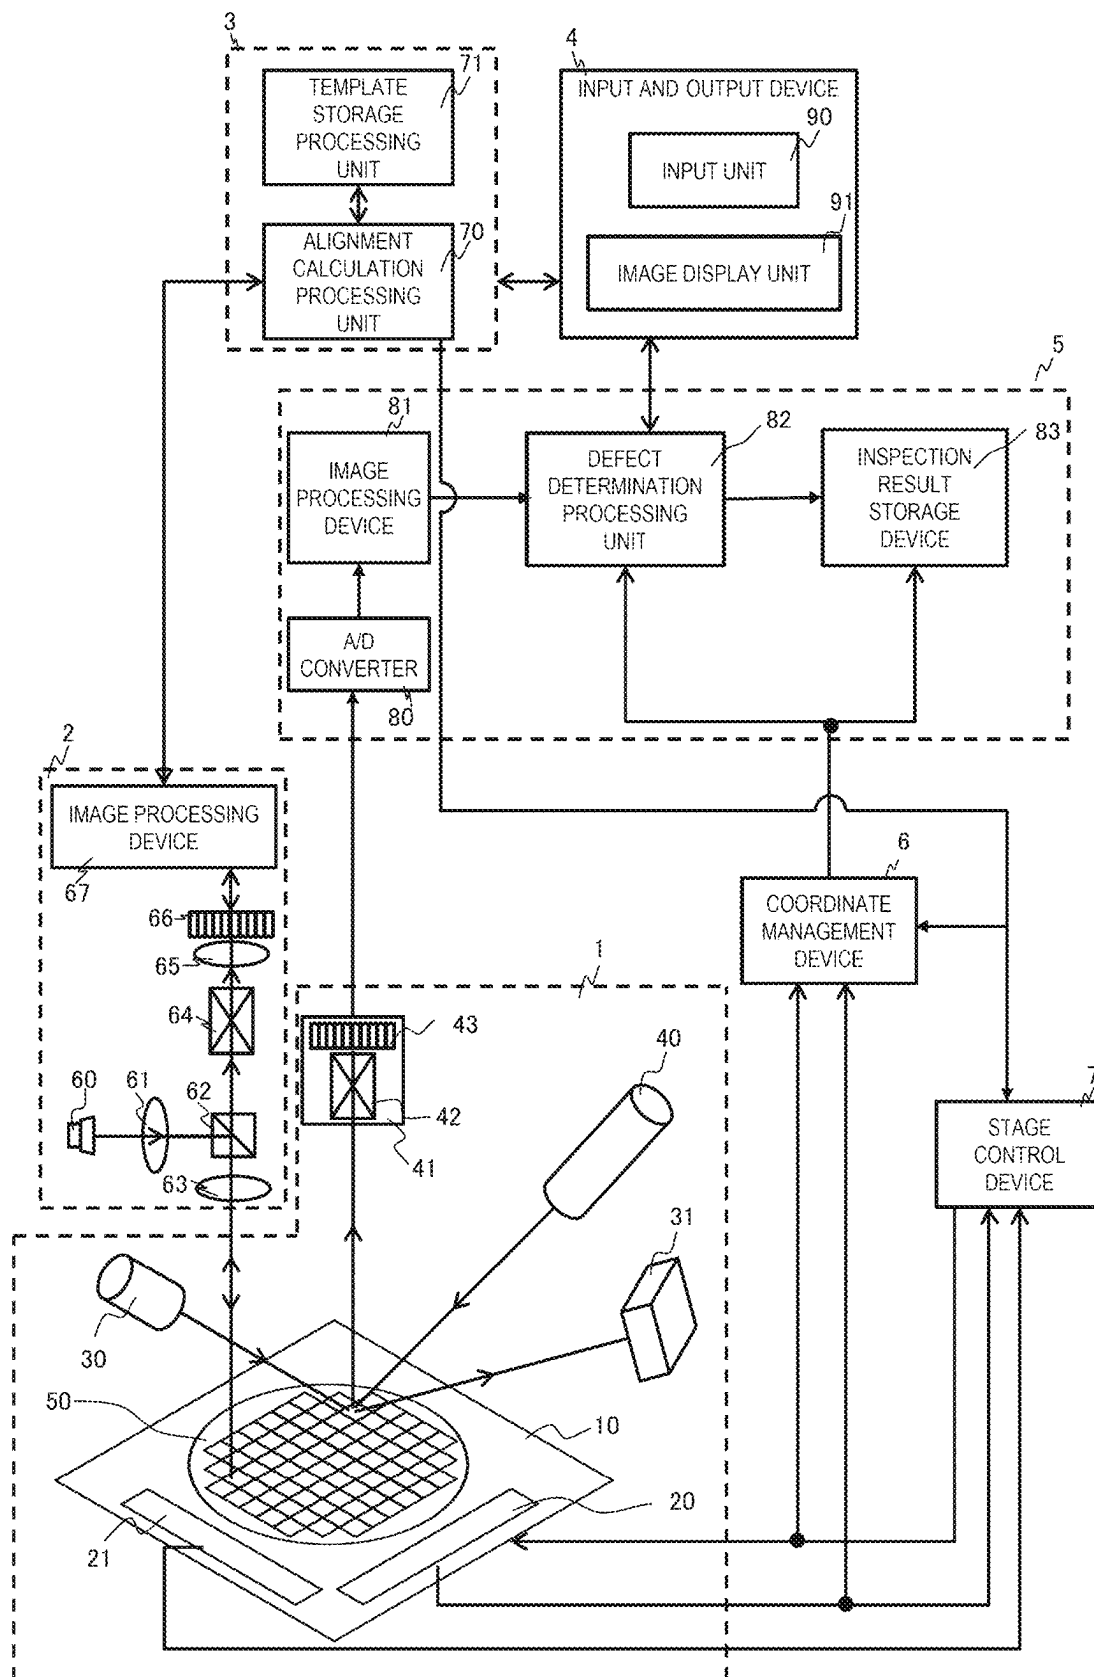 3
4
71
TEMPLATE
STORAGE
PROCESSING
UNIT
INPUT AND OUTPUT DEVICE
90
INPUT UNIT
91
IMAGE DISPLAY UNIT
70
ALIGNMENT
CALCULATION
PROCESSING
UNIT
5
81
IMAGE
PROCESSING
DEVICE
82
DEFECT
DETERMINATION
PROCESSING
UNIT
83
INSPECTION
RESULT
STORAGE
DEVICE
A/D
CONVERTER
80
2
IMAGE PROCESSING
DEVICE
67
6
COORDINATE
MANAGEMENT
DEVICE
66
65
64
1
43
40
60
61
62
42
41
63
7
STAGE
CONTROL
DEVICE
31
30
50
10
20
21